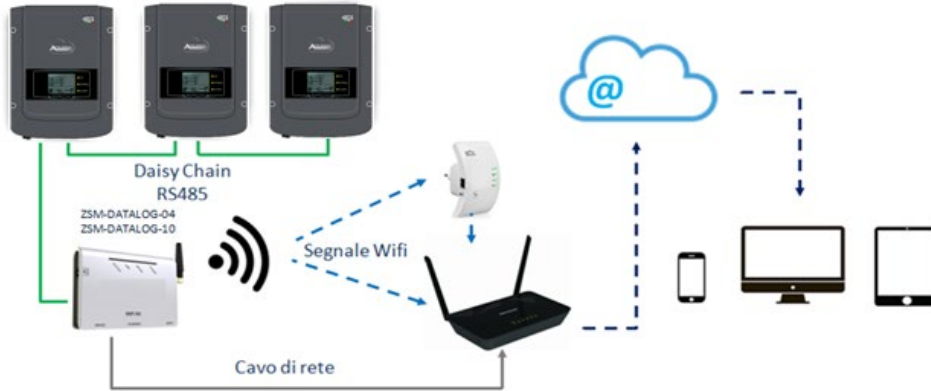 @
Daisy Chain
RS485
ZSM-DATALOG-04
ZSM-DATALOG-10
Segnale Wifi
Cavo di rete